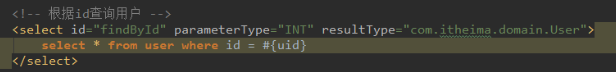 <!-- 根据id查询用户 -->
<select id="findById" parameterType="INT" resultType="com.itheima.domain.User">
select * from user where id = #{uid}
</select>